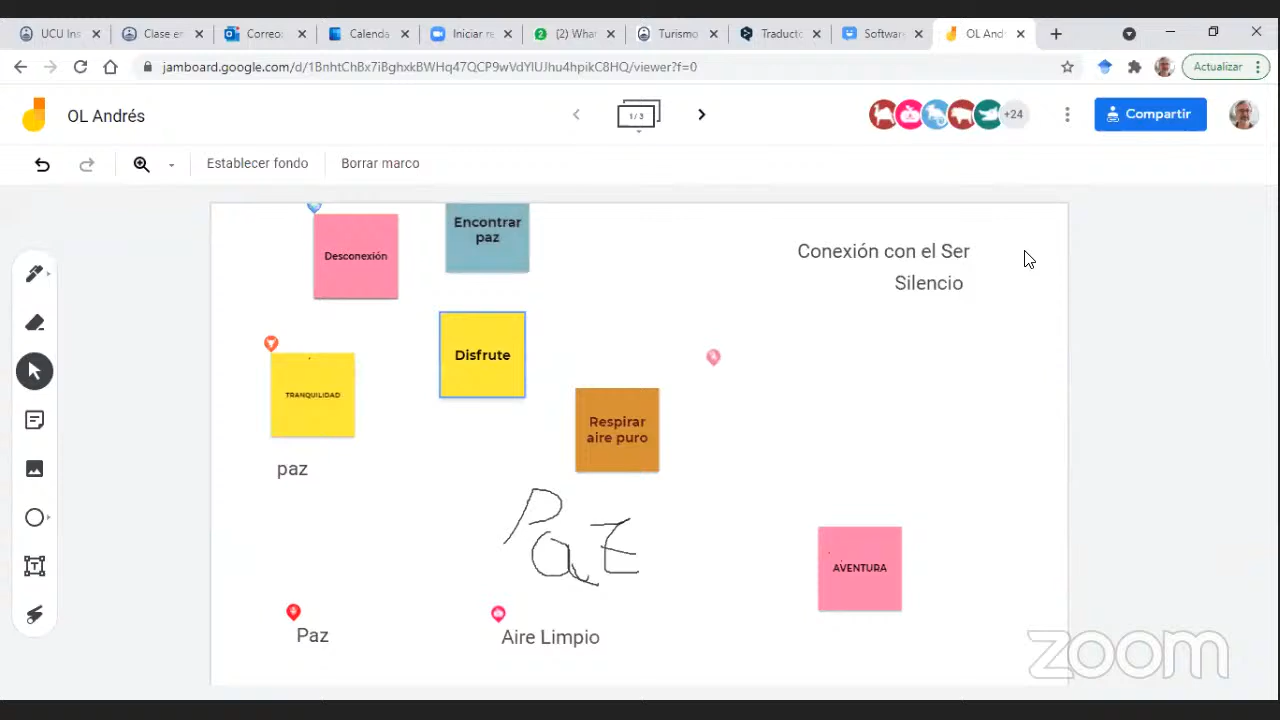 UCU Ins
Clase en
Correo:
Calenda
Iniciar re
(2) What
Turismo
Traducto
Software
OL Andr
jamboard.google.com/d/1BnhtChBx7iBghxkBWHq47QCP9wVdYlUJhu4hpikC8HQ/viewer?f=0
Actualizar
OL Andrés
1 / 3
+24
Compartir
Establecer fondo
Borrar marco
Desconexión
Encontrar
paz
Conexión con el Ser
Silencio
Disfrute
TRANQUILIDAD
Respirar
aire puro
paz
Paz
AVENTURA
Paz
Aire Limpio
zoom